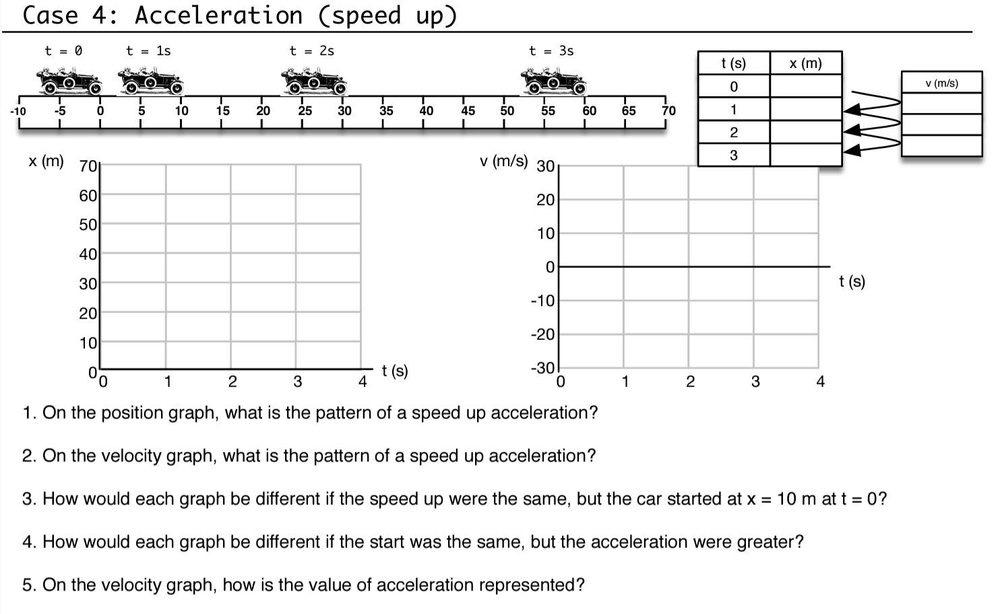 Case 4: Acceleration (speed up)
t = 0 t = 1s t = 2s t = 3s
-10 -5 0 5 10 15 20 25 30 35 40 45 50 55 60 65 70
t (s) x (m)
0
1
2
3
v (m/s)
x (m)
70
60
50
40
30
20
10
0
0 1 2 3 4
t (s)
v (m/s)
30
20
10
0
-10
-20
-30
0 1 2 3 4
t (s)
1. On the position graph, what is the pattern of a speed up acceleration?
2. On the velocity graph, what is the pattern of a speed up acceleration?
3. How would each graph be different if the speed up were the same, but the car started at x = 10 m at t = 0?
4. How would each graph be different if the start was the same, but the acceleration were greater?
5. On the velocity graph, how is the value of acceleration represented?